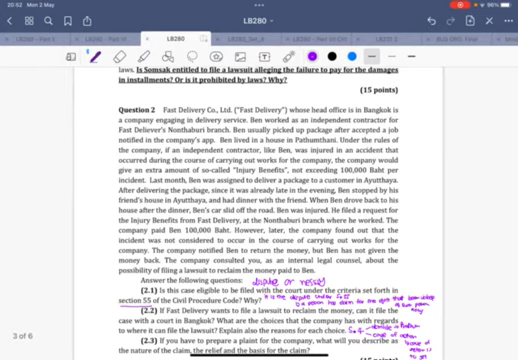 20:52 Mon 2 May
96%
LB280
LB280
laws. Is Somsak entitled to file a lawsuit alleging the failure to pay for the damages
in installments? Or is it prohibited by laws? Why?
(15 points)
Question 2 Fast Delivery Co., Ltd. ("Fast Delivery") whose head office is in Bangkok is
a company engaging in delivery service. Ben worked as an independent contractor for
Fast Deliever's Nonthaburi branch. Ben usually picked up package after accepted a job
notified in the company's app. Ben lived in a house in Pathumthani. Under the rules of
the company, if an independent contractor, like Ben, was injured in an accident that
occurred during the course of carrying out works for the company, the company would
give an extra amount of so-called "Injury Benefits", not exceeding 100,000 Baht per incident.
Last month, Ben was assigned to deliver a package to a customer in Ayutthaya.
After delivering the package, since it was already late in the evening, Ben stopped by his
friend's house in Ayutthaya, and had dinner with the friend. When Ben drove back to his
house after the dinner, Ben's car slid off the road. Ben was injured. He filed a request for
the Injury Benefits from Fast Delivery, at the Nonthaburi branch where he worked. The
company paid Ben 100,000 Baht. However, later, the company found out that the
incident was not considered to occur in the course of carrying out works for the company.
The company notified Ben to return the money, but Ben has not given the
money back. The company consulted you, as an internal legal counsel, about the
possibility of filing a lawsuit to reclaim the money paid to Ben.
Answer the following questions
(2.1) Is this case eligible to be filed with the court under the criteria set forth in
section 55 of the Civil Procedure Code? Why?
(2.2) If Fast Delivery wants to file a lawsuit to reclaim the money, can it file the
case with the court in Bangkok? What are the choices that the company has with regards
to where it can file the lawsuit? Explain also the reasons for each choice.
(2.3) If you have to prepare a plaint for the company, what will you describe
as the nature of the claim, the relief and the basis for the claim?
(15 points)
3 of 6